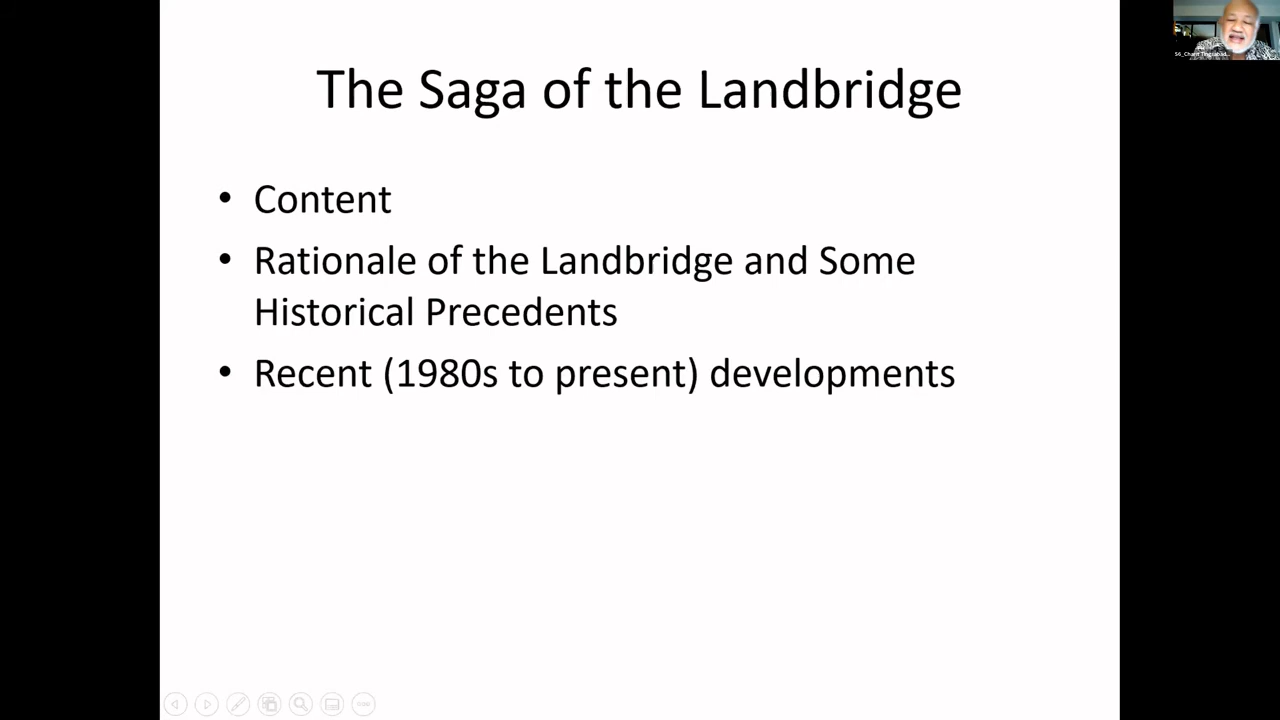 The Saga of the Landbridge
• Content
• Rationale of the Landbridge and Some
Historical Precedents
• Recent (1980s to present) developments